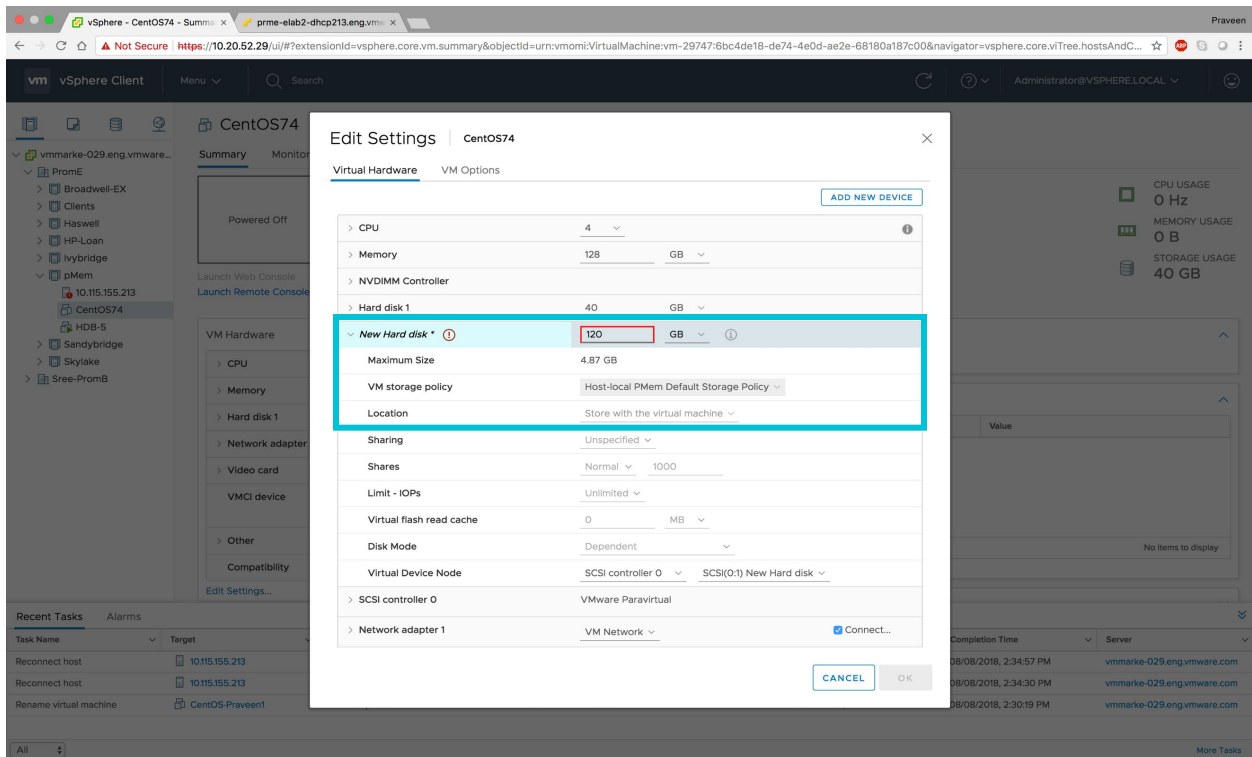 vSphere - CentOS74 - Summa
prme-elab2-dhcp213.eng.vmw
Praveen
Not Secure | https://10.20.52.29/ui/#?extensionId=vsphere.core.vm.summary&objectId=urn:vmomi:VirtualMachine:vm-29747:6bc4de18-de74-4e0d-ae2e-68180a187c00&navigator=vsphere.core.viTree.hostsAndC...
ABP
vm vSphere Client Menu Search Administrator@VSPHERE.LOCAL
vmmarke-029.eng.vmware...
PromE
Broadwell-EX
Clients
Haswell
HP-Loan
Ivybridge
pMem
10.115.155.213
CentOS74
HDB-5
Sandybridge
Skylake
Sree-PromB
CentOS74
Summary Monitor
Powered Off
Launch Web Console
Launch Remote Console
VM Hardware
CPU
Memory
Hard disk 1
Network adapter
Video card
VMCI device
Other
Compatibility
Edit Settings...
Edit Settings | CentOS74
Virtual Hardware VM Options
ADD NEW DEVICE
CPU 4
Memory 128 GB
NVDIMM Controller
Hard disk 1 40 GB
New Hard disk * 120 GB
Maximum Size 4.87 GB
VM storage policy Host-local PMem Default Storage Policy
Location Store with the virtual machine
Sharing Unspecified
Shares Normal 1000
Limit - IOPs Unlimited
Virtual flash read cache 0 MB
Disk Mode Dependent
Virtual Device Node SCSI controller 0 SCSI(0:1) New Hard disk
SCSI controller 0 VMware Paravirtual
Network adapter 1 VM Network Connect...
CANCEL OK
CPU USAGE
0 Hz
MEMORY USAGE
0 B
STORAGE USAGE
40 GB
Value
No items to display
Recent Tasks Alarms
Task Name Target Completion Time Server
Reconnect host 10.115.155.213 08/08/2018, 2:34:57 PM vmmarke-029.eng.vmware.com
Reconnect host 10.115.155.213 08/08/2018, 2:34:30 PM vmmarke-029.eng.vmware.com
Rename virtual machine CentOS-Praveen1 08/08/2018, 2:30:19 PM vmmarke-029.eng.vmware.com
All More Tasks